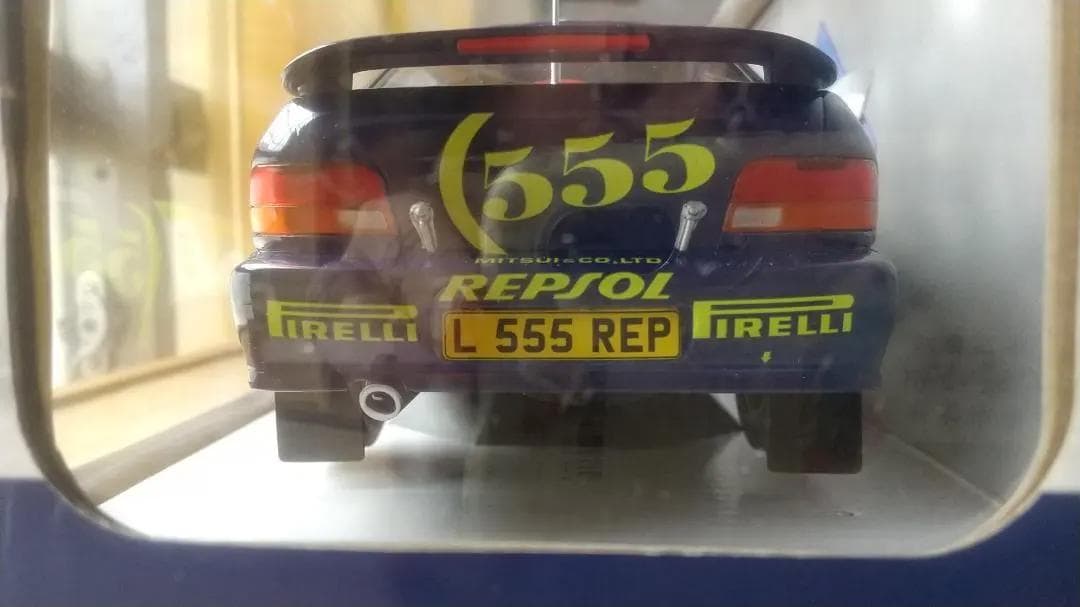 (555
MITSUI & CO., LTD
REPSOL
PIRELLI
L 555 REP
PIRELLI